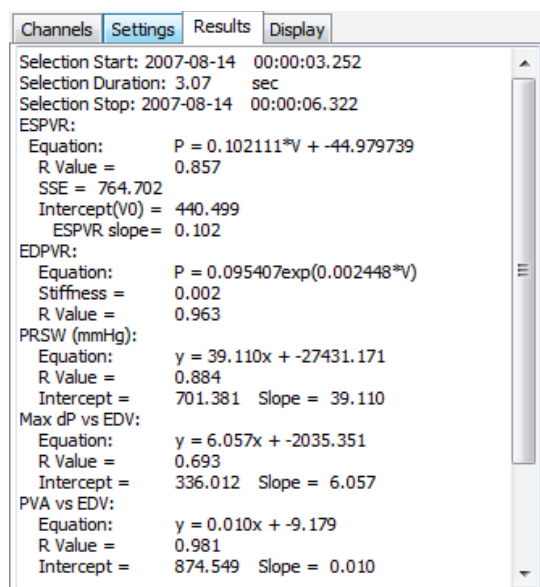 Channels Settings Results Display
Selection Start: 2007-08-14 00:00:03.252
Selection Duration: 3.07 sec
Selection Stop: 2007-08-14 00:00:06.322
ESPVR:
Equation: P = 0.102111*V + -44.979739
R Value = 0.857
SSE = 764.702
Intercept(V0) = 440.499
ESPVR slope= 0.102
EDPVR:
Equation: P = 0.095407exp(0.002448*V)
Stiffness = 0.002
R Value = 0.963
PRSW (mmHg):
Equation: y = 39.110x + -27431.171
R Value = 0.884
Intercept = 701.381 Slope = 39.110
Max dP vs EDV:
Equation: y = 6.057x + -2035.351
R Value = 0.693
Intercept = 336.012 Slope = 6.057
PVA vs EDV:
Equation: y = 0.010x + -9.179
R Value = 0.981
Intercept = 874.549 Slope = 0.010